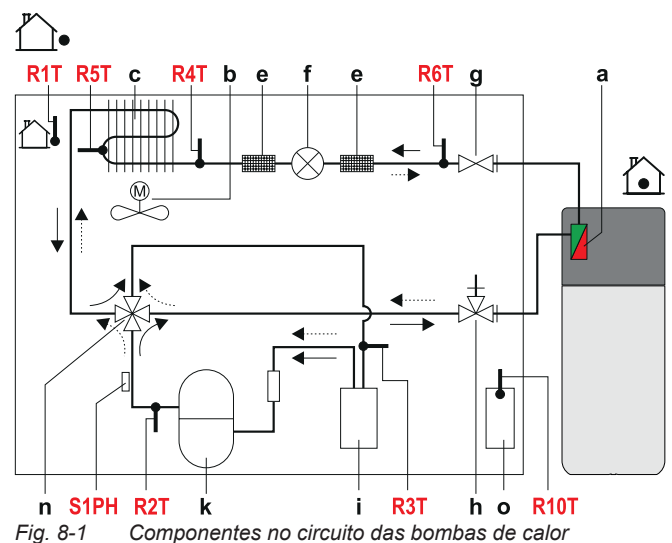 R1T R5T c R4T b e f e R6T g a
M
n S1PH R2T k i R3T h o R10T
Fig. 8-1 Componentes no circuito das bombas de calor